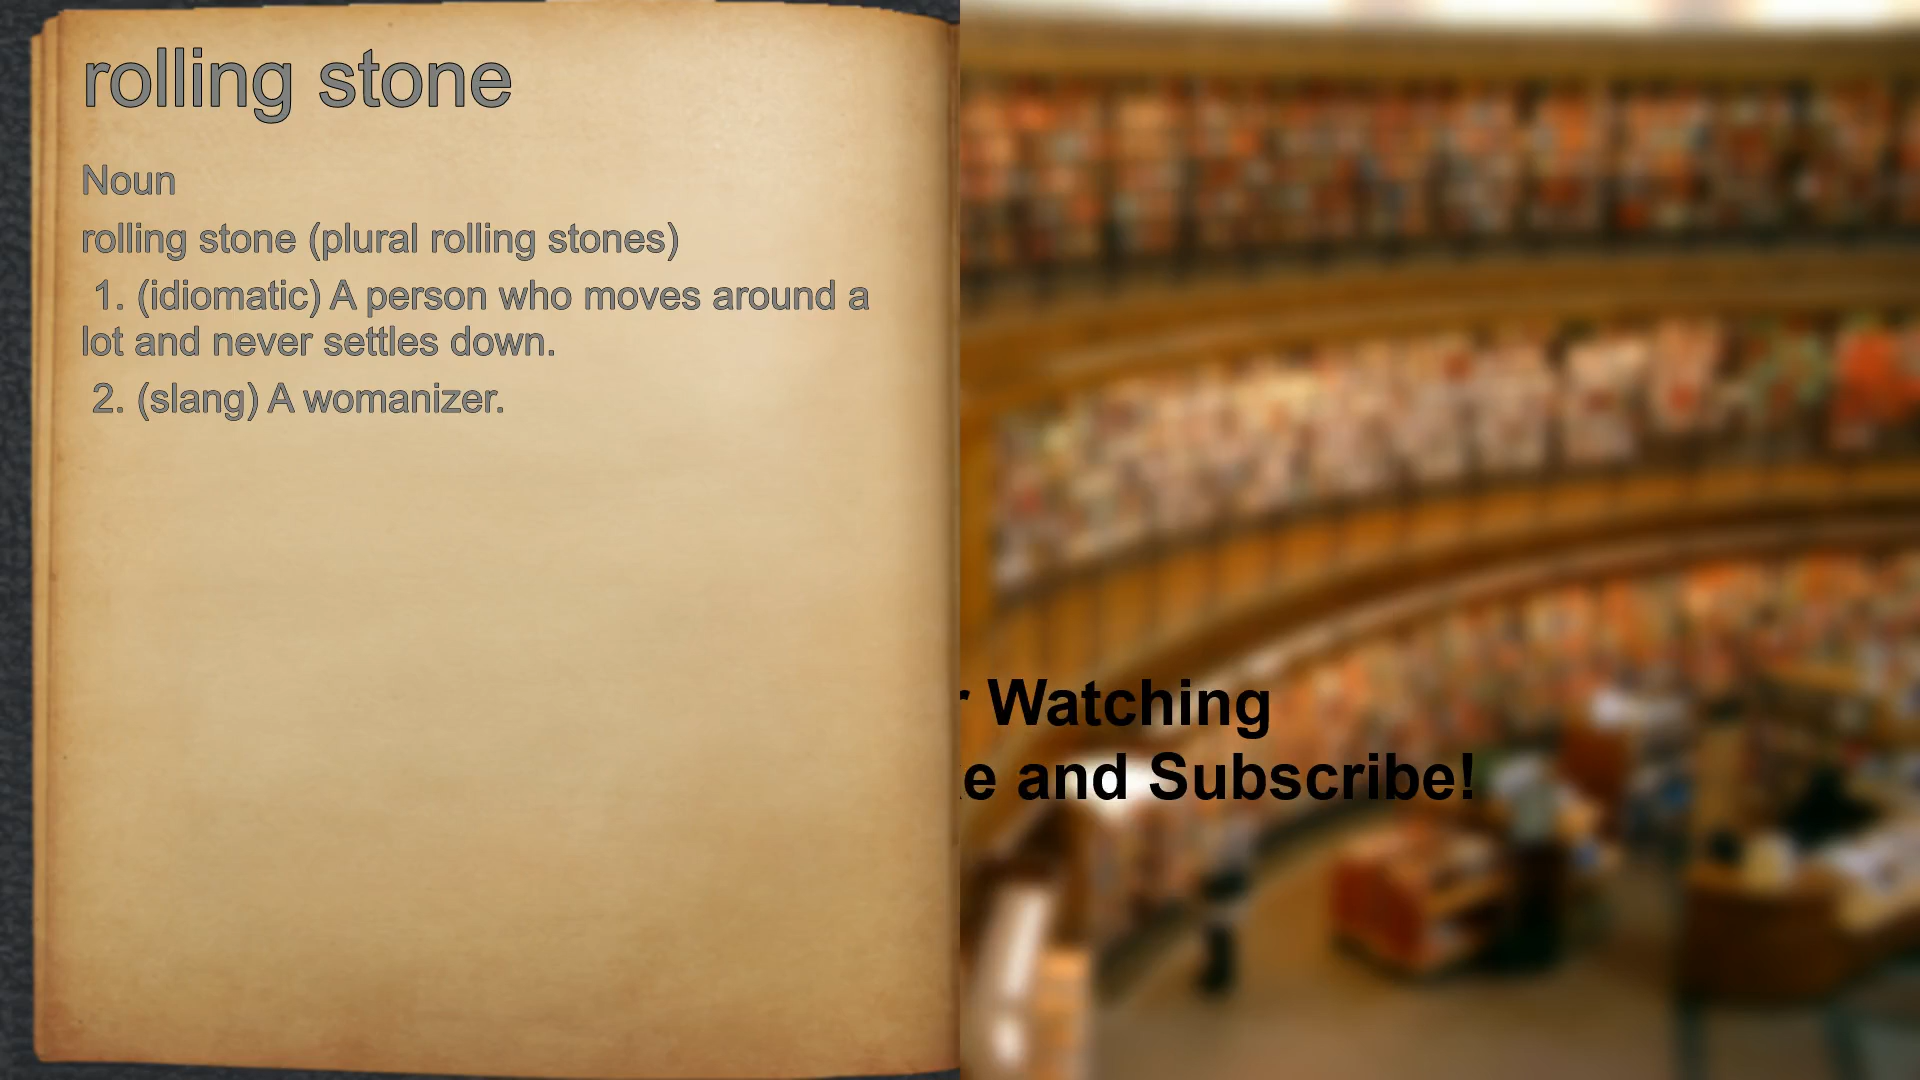 rolling stone
Noun
rolling stone (plural rolling stones)
1. (idiomatic) A person who moves around a
lot and never settles down.
2. (slang) A womanizer.
Watching
and Subscribe!